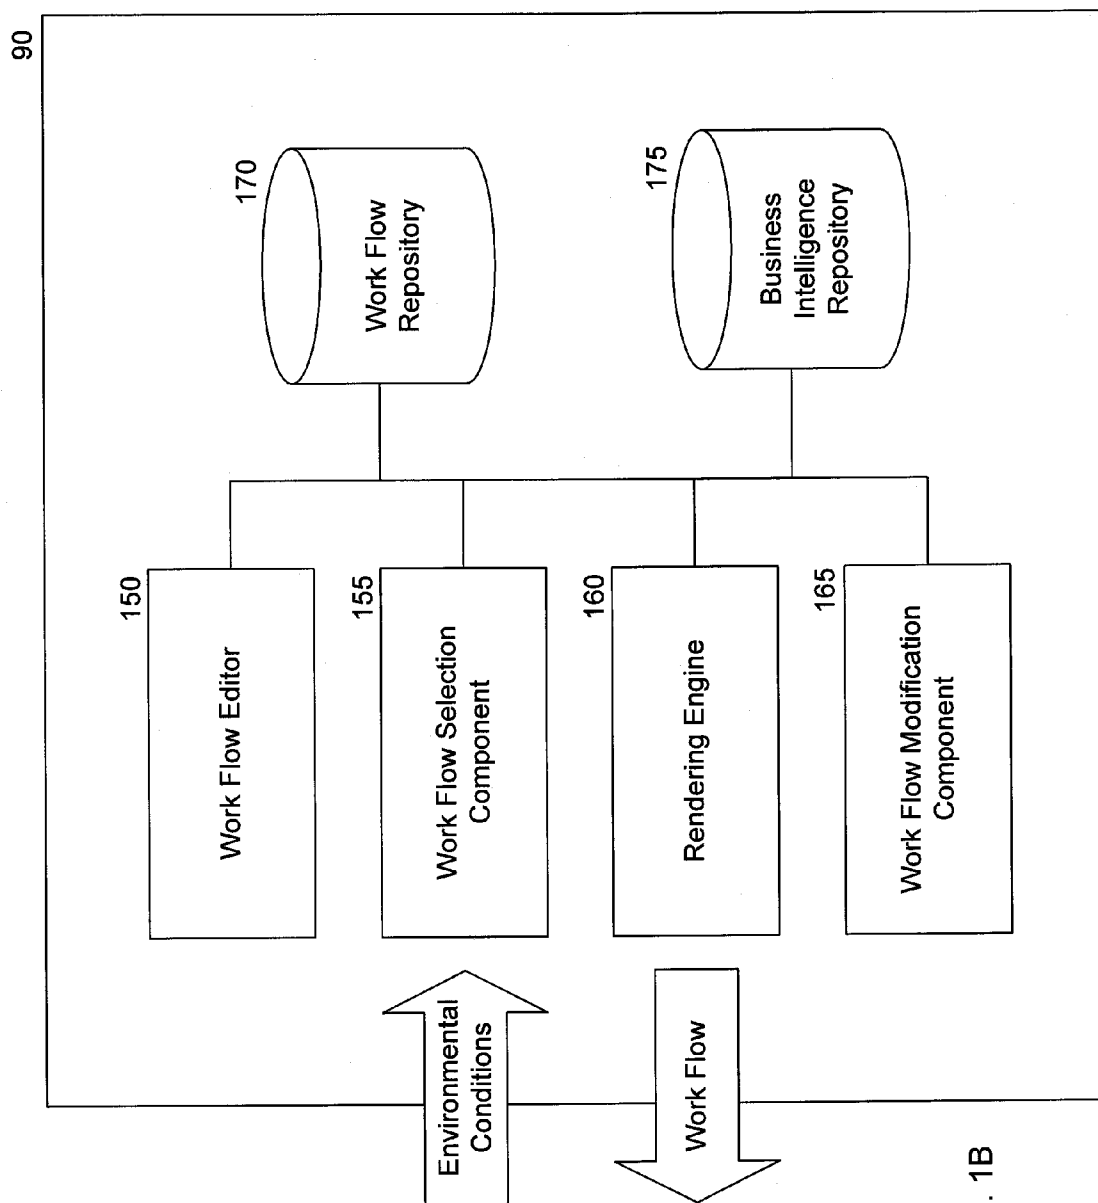 90
170
Work Flow
Repository
175
Business
Intelligence
Repository
150
Work Flow Editor
155
Work Flow Selection
Component
160
Rendering Engine
165
Work Flow Modification
Component
Environmental
Conditions
Work Flow
. 1B